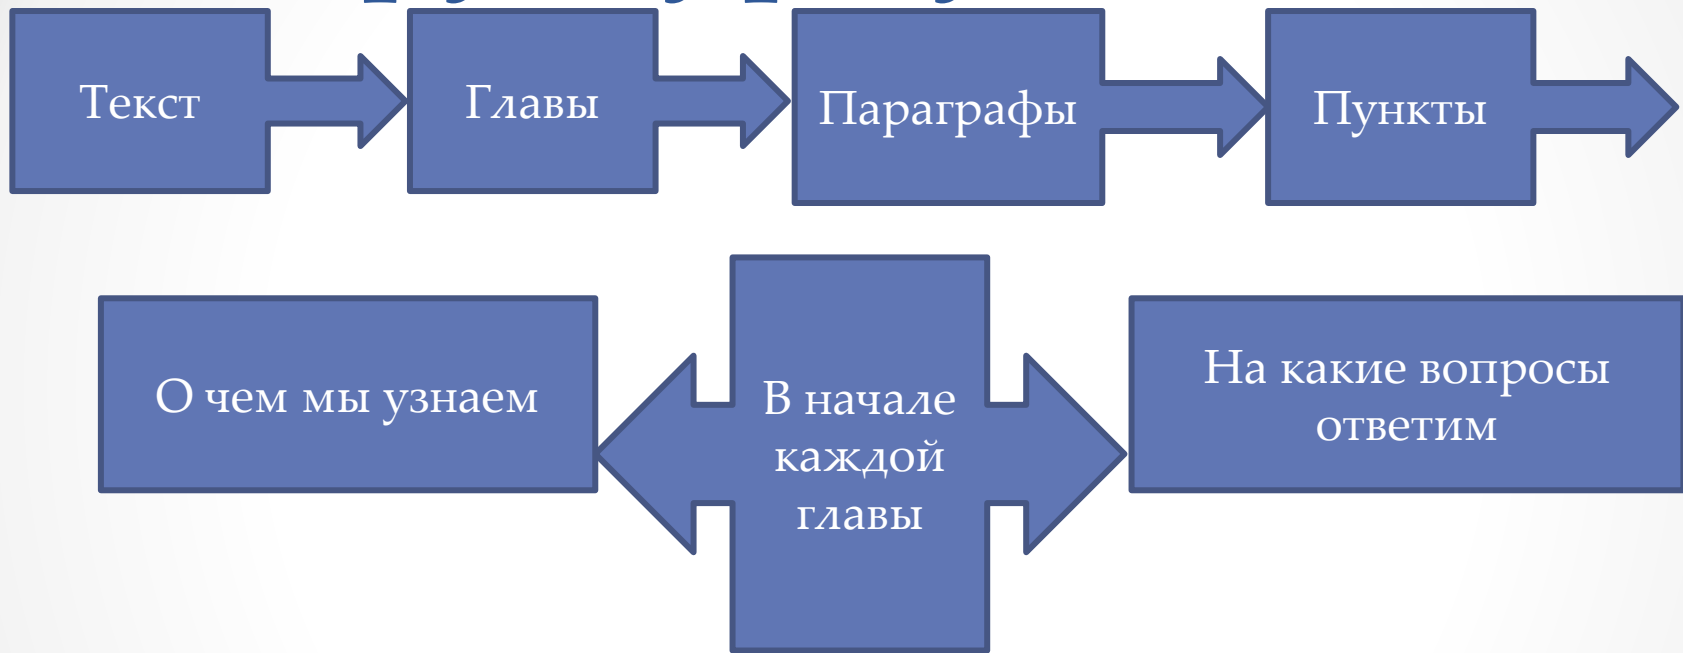 Текст
Главы
Параграфы
Пункты
О чем мы узнаем
В начале
каждой
главы
На какие вопросы
ответим